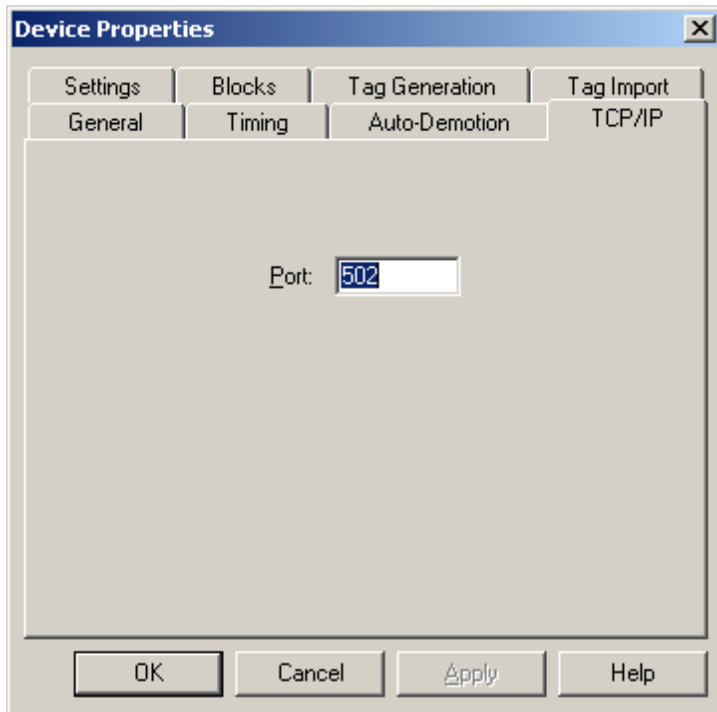 Device Properties
Settings Blocks Tag Generation Tag Import
General Timing Auto-Demotion TCP/IP
Port: 502
OK Cancel Apply Help